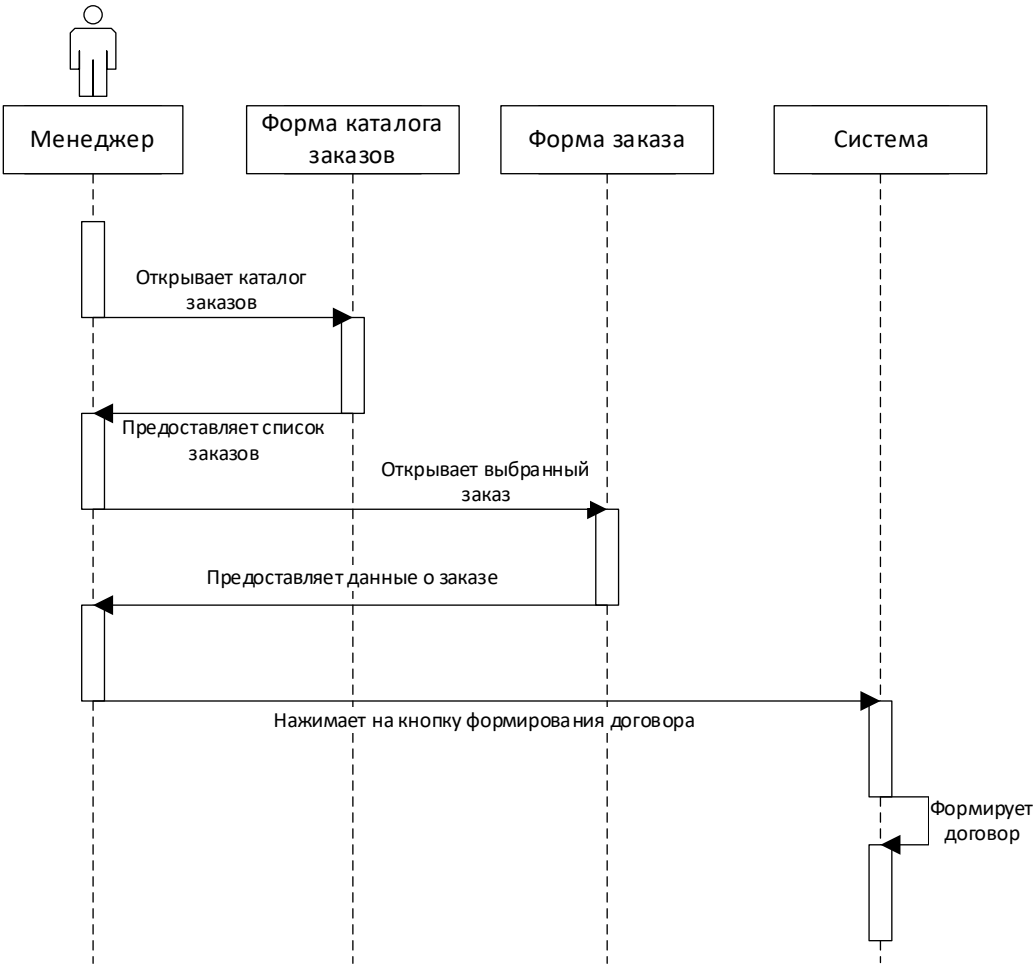 Менеджер
Форма каталога
заказов
Форма заказа
Система
Открывает каталог
заказов
Предоставляет список
заказов
Открывает выбранный
заказ
Предоставляет данные о заказе
Нажимает на кнопку формирования договора
Формирует
договор